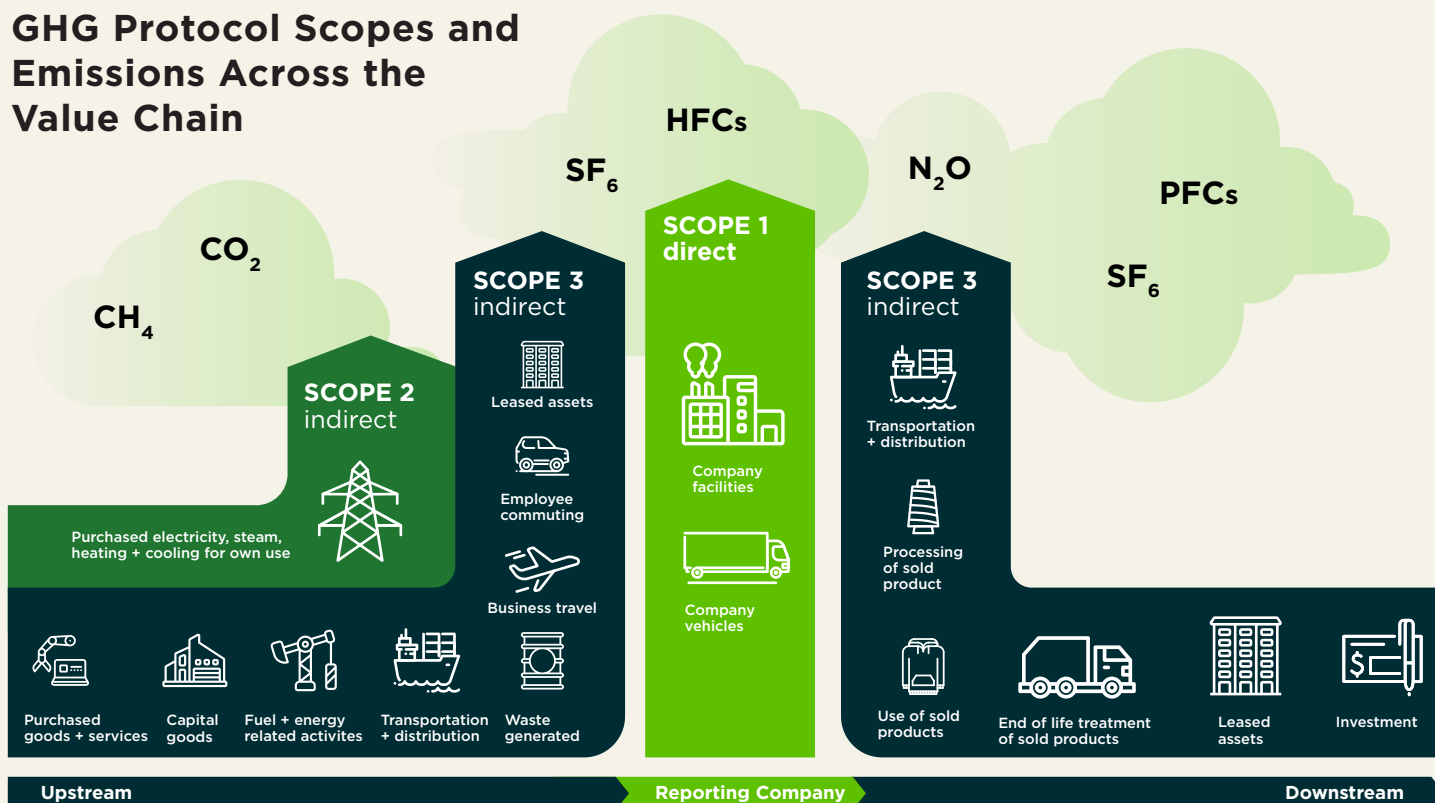 GHG Protocol Scopes and
Emissions Across the
Value Chain
CH₄
CO₂
SF₆
HFCs
N₂O
PFCs
SF₆
SCOPE 2
indirect
Purchased electricity, steam,
heating + cooling for own use
SCOPE 3
indirect
Leased assets
Employee
commuting
Business travel
Purchased
goods + services
Capital
goods
Fuel + energy
related activites
Transportation
+ distribution
Waste
generated
SCOPE 1
direct
Company
facilities
Company
vehicles
SCOPE 3
indirect
Transportation
+ distribution
Processing
of sold
product
Use of sold
products
End of life treatment
of sold products
Leased
assets
$
Investment
Upstream
Reporting Company
Downstream